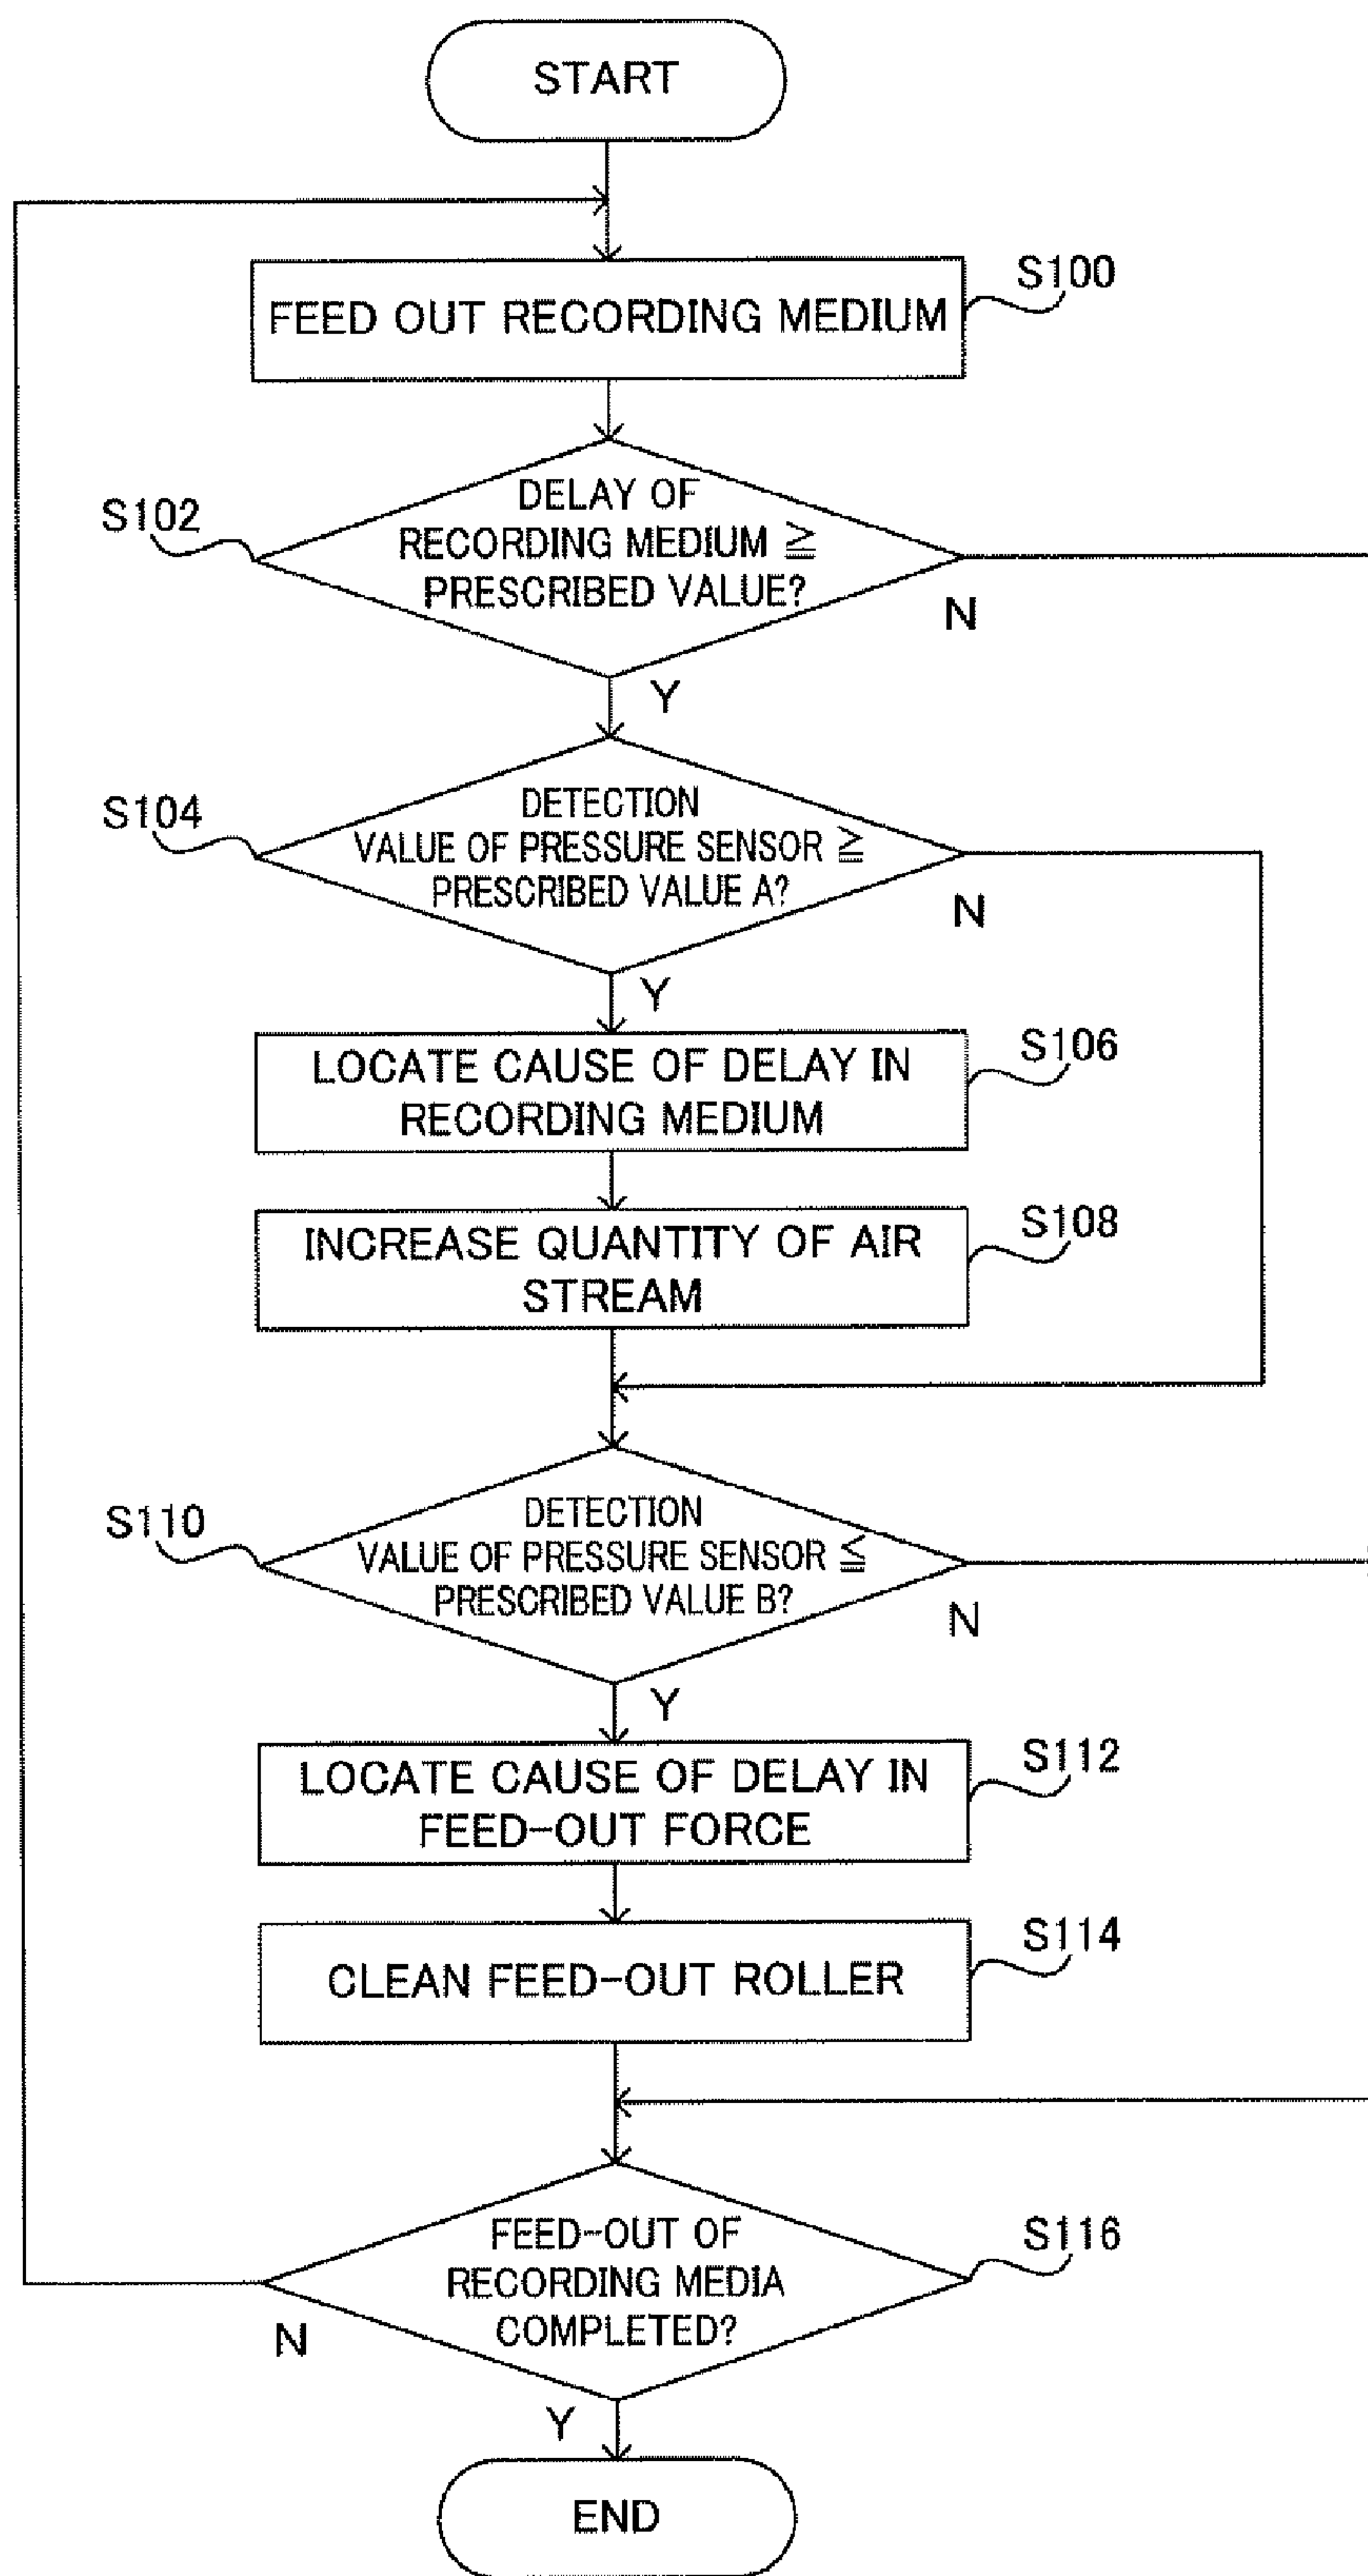 START
FEED OUT RECORDING MEDIUM
S100
DELAY OF
RECORDING MEDIUM ≧
PRESCRIBED VALUE?
S102
N
Y
DETECTION
VALUE OF PRESSURE SENSOR ≧
PRESCRIBED VALUE A?
S104
N
Y
LOCATE CAUSE OF DELAY IN
RECORDING MEDIUM
S106
INCREASE QUANTITY OF AIR
STREAM
S108
DETECTION
VALUE OF PRESSURE SENSOR ≦
PRESCRIBED VALUE B?
S110
N
Y
LOCATE CAUSE OF DELAY IN
FEED-OUT FORCE
S112
CLEAN FEED-OUT ROLLER
S114
FEED-OUT OF
RECORDING MEDIA
COMPLETED?
S116
N
Y
END